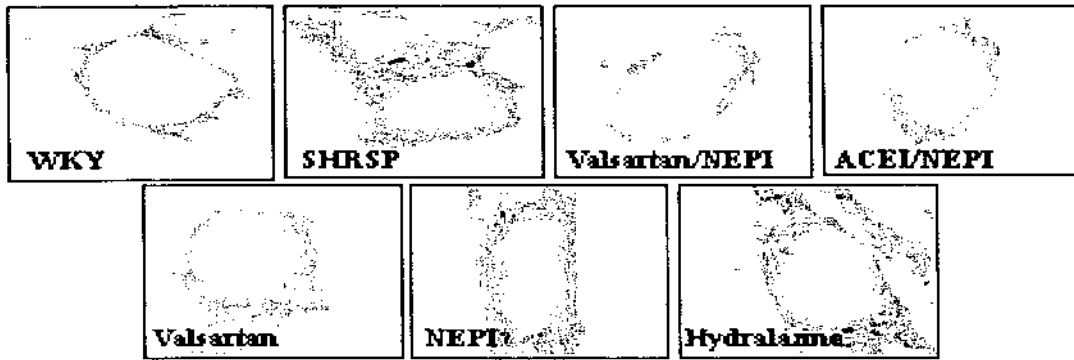 WKY
SHRSP
Valsartan/NEPI
ACEI/NEPI
Valsartan
NEPI
Hydralazine